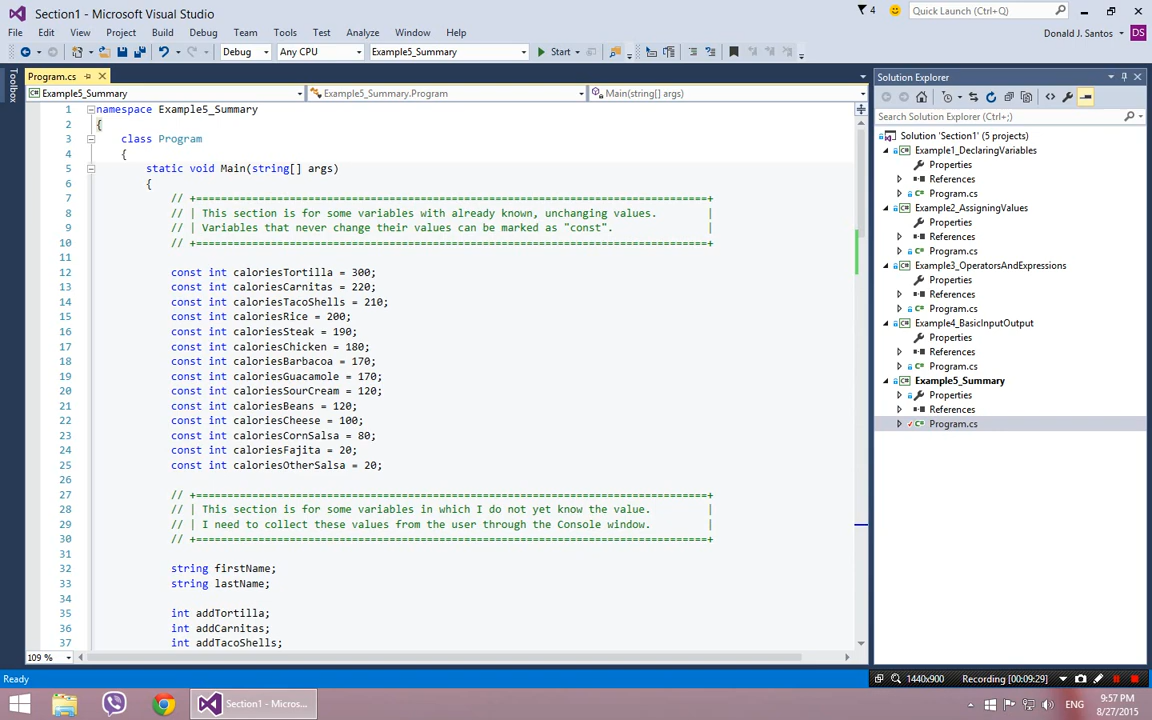 Section1 - Microsoft Visual Studio
4
Quick Launch (Ctrl+Q)
File Edit View Project Build Debug Team Tools Test Analyze Window Help
Donald J. Santos DS
Debug Any CPU Example5_Summary Start
Toolbox
Program.cs
Example5_Summary Example5_Summary.Program Main(string[] args)
1 namespace Example5_Summary
2 {
3 class Program
4 {
5 static void Main(string[] args)
6 {
7 // +==================================================================================+
8 // | This section is for some variables with already known, unchanging values. |
9 // | Variables that never change their values can be marked as "const". |
10 // +==================================================================================+
11
12 const int caloriesTortilla = 300;
13 const int caloriesCarnitas = 220;
14 const int caloriesTacoShells = 210;
15 const int caloriesRice = 200;
16 const int caloriesSteak = 190;
17 const int caloriesChicken = 180;
18 const int caloriesBarbacoa = 170;
19 const int caloriesGuacamole = 170;
20 const int caloriesSourCream = 120;
21 const int caloriesBeans = 120;
22 const int caloriesCheese = 100;
23 const int caloriesCornSalsa = 80;
24 const int caloriesFajita = 20;
25 const int caloriesOtherSalsa = 20;
26
27 // +==================================================================================+
28 // | This section is for some variables in which I do not yet know the value. |
29 // | I need to collect these values from the user through the Console window. |
30 // +==================================================================================+
31
32 string firstName;
33 string lastName;
34
35 int addTortilla;
36 int addCarnitas;
37 int addTacoShells;
109 %
Solution Explorer
Search Solution Explorer (Ctrl+;)
Solution 'Section1' (5 projects)
Example1_DeclaringVariables
Properties
References
Program.cs
Example2_AssigningValues
Properties
References
Program.cs
Example3_OperatorsAndExpressions
Properties
References
Program.cs
Example4_BasicInputOutput
Properties
References
Program.cs
Example5_Summary
Properties
References
Program.cs
Ready
1440x900 Recording [00:09:29]
Section1 - Micros...
ENG
9:57 PM
8/27/2015